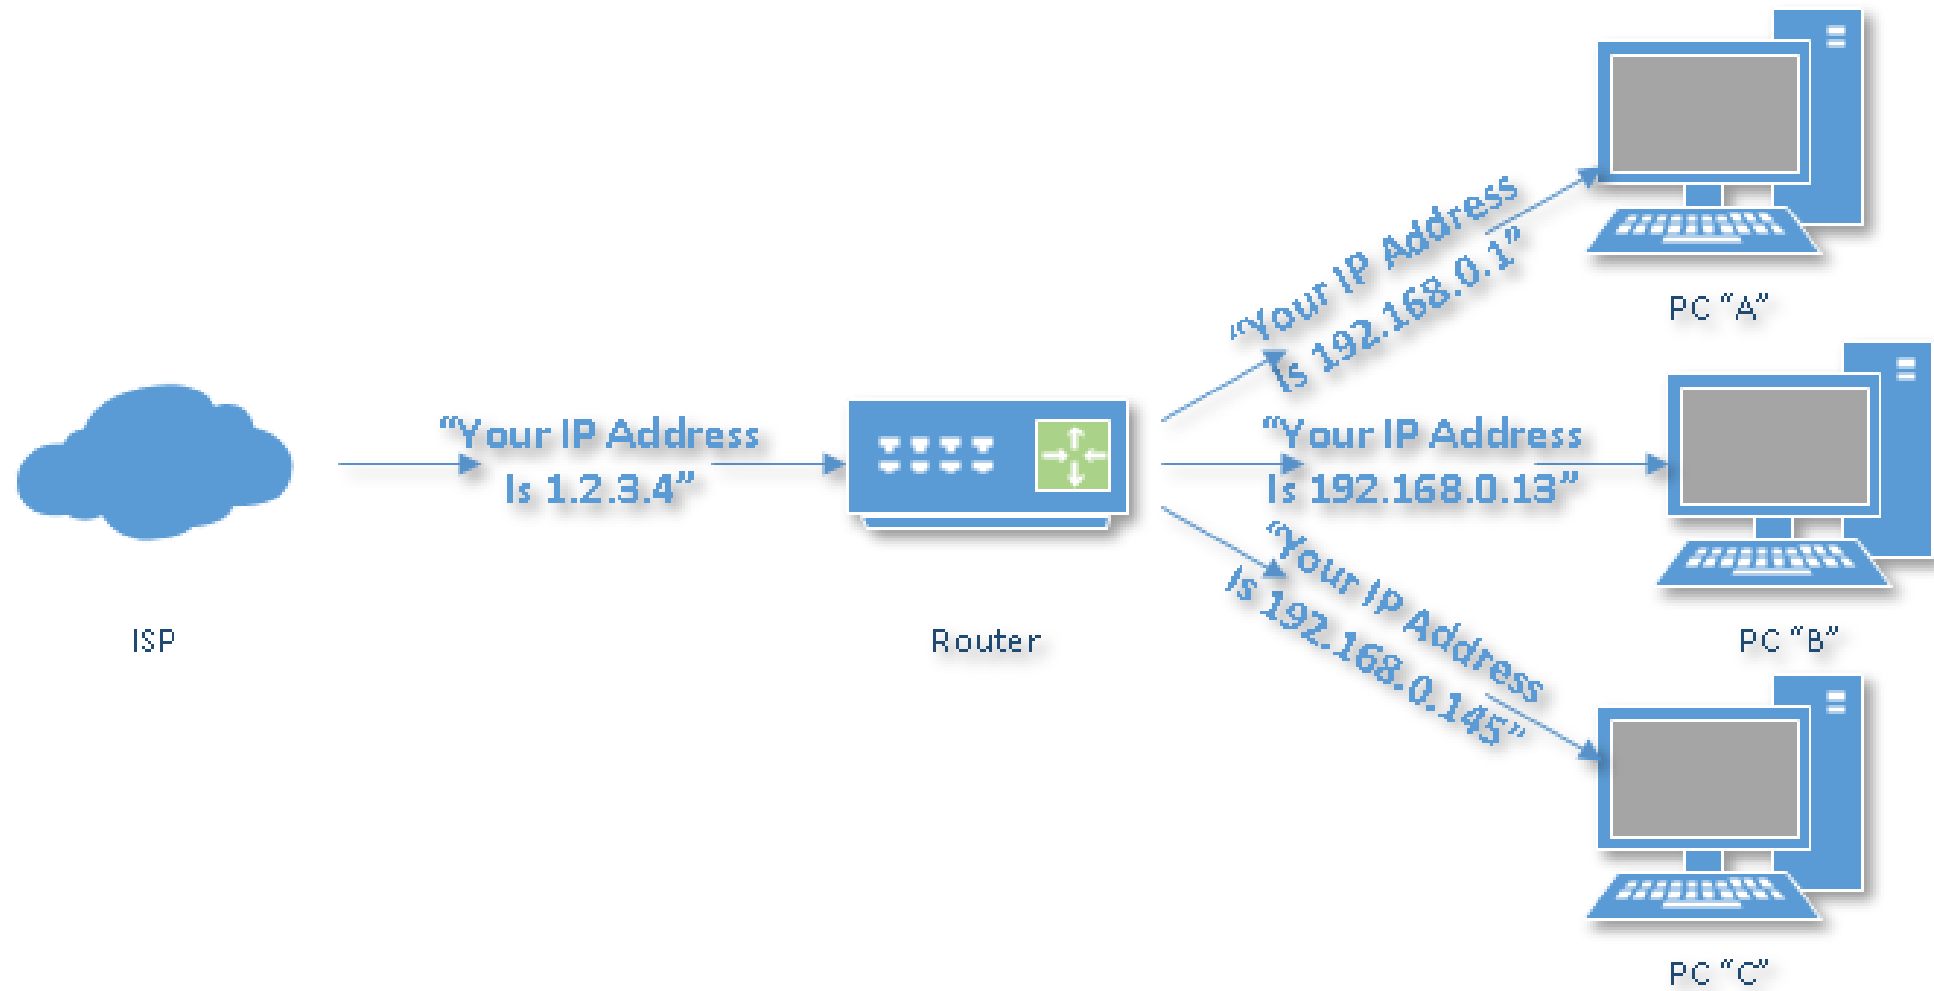 “Your IP Address
Is 192.168.0.1”
PC “A”
“Your IP Address
Is 1.2.3.4”
“Your IP Address
Is 192.168.0.13”
“Your IP Address
Is 192.168.0.145”
ISP
Router
PC “B”
PC “C”